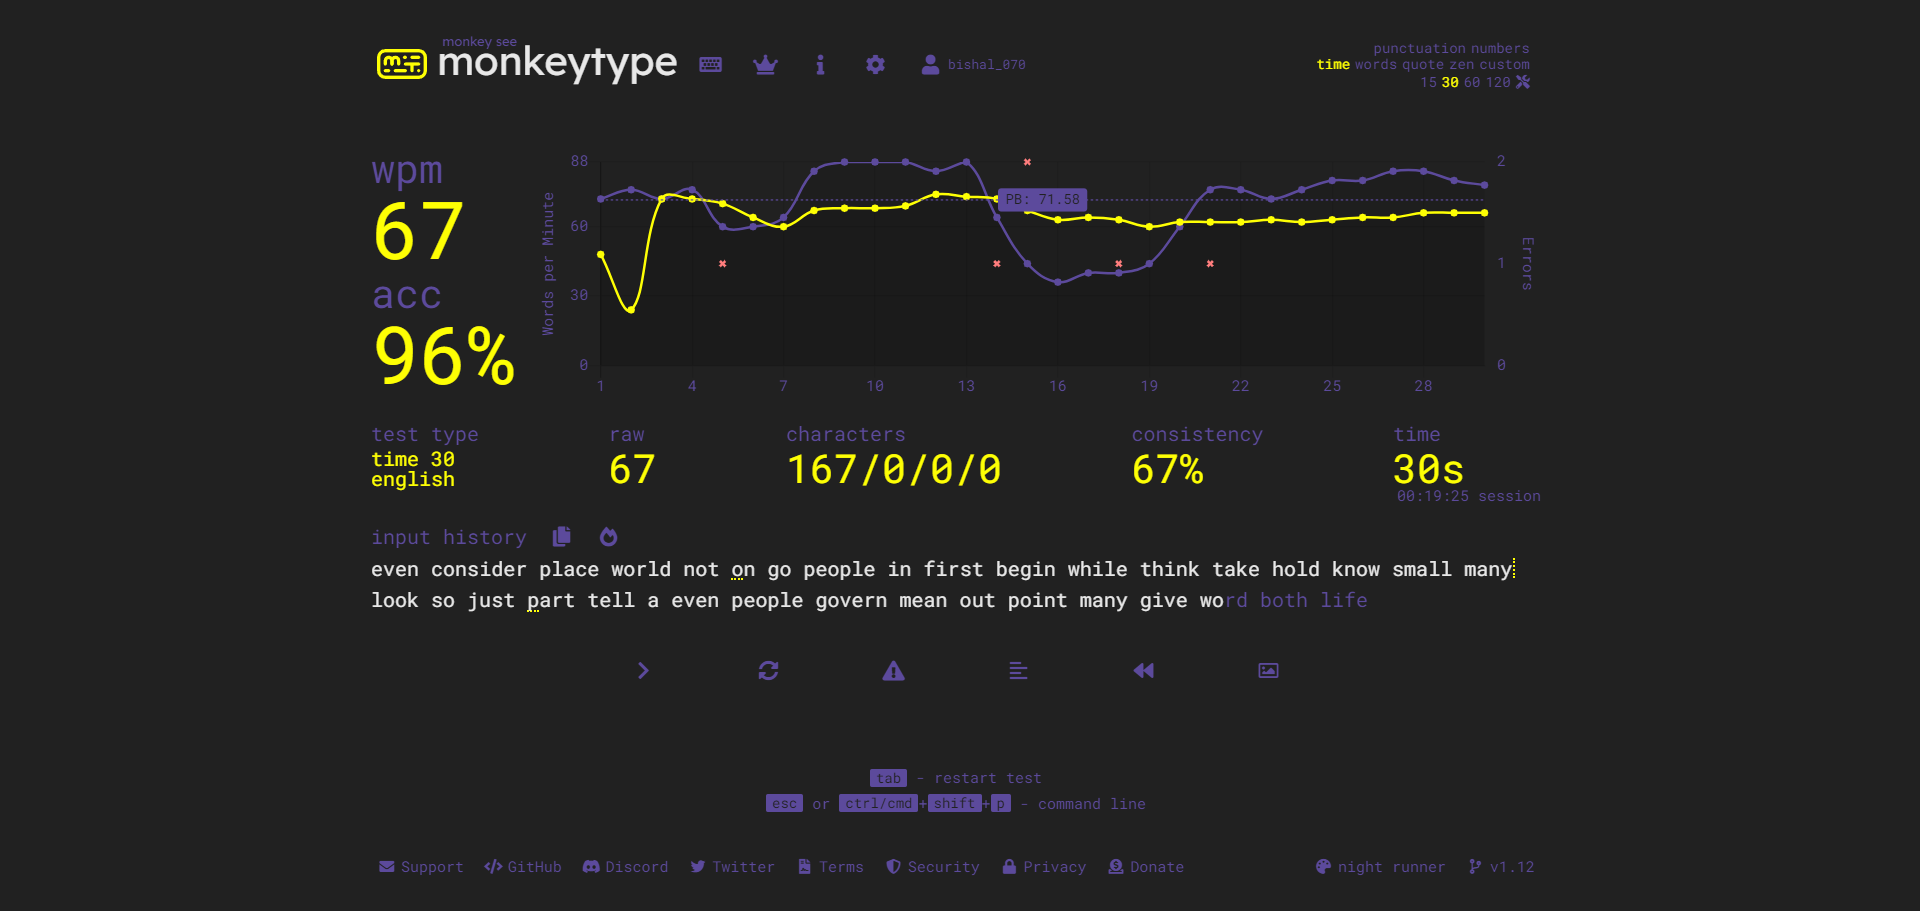 monkey see
monkeytype
bishal_070
punctuation numbers
time words quote zen custom
15 30 60 120
wpm
67
acc
96%
Words per Minute
88
60
30
0
PB: 71.58
2
1
0
Errors
1 4 7 10 13 16 19 22 25 28
test type
time 30
english
raw
67
characters
167/0/0/0
consistency
67%
time
30s
00:19:25 session
input history
even consider place world not on go people in first begin while think take hold know small many
look so just part tell a even people govern mean out point many give word both life
tab - restart test
esc or ctrl/cmd+shift+p - command line
Support GitHub Discord Twitter Terms Security Privacy Donate night runner v1.12